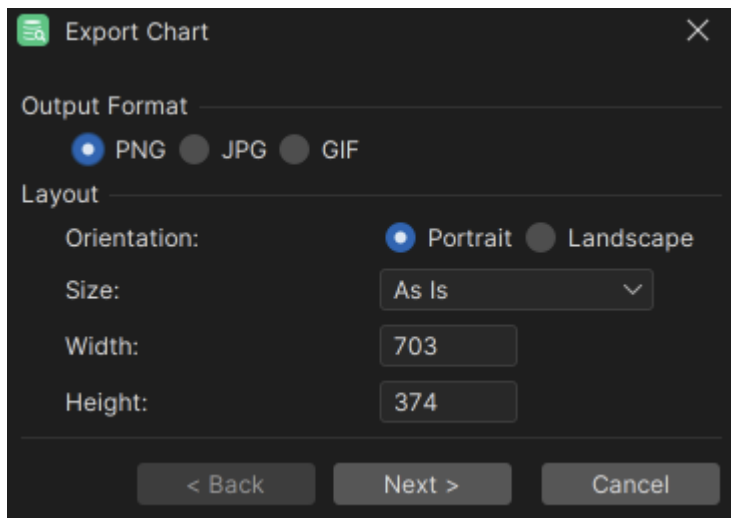 Export Chart
Output Format
PNG JPG GIF
Layout
Orientation: Portrait Landscape
Size: As Is
Width: 703
Height: 374
< Back Next > Cancel